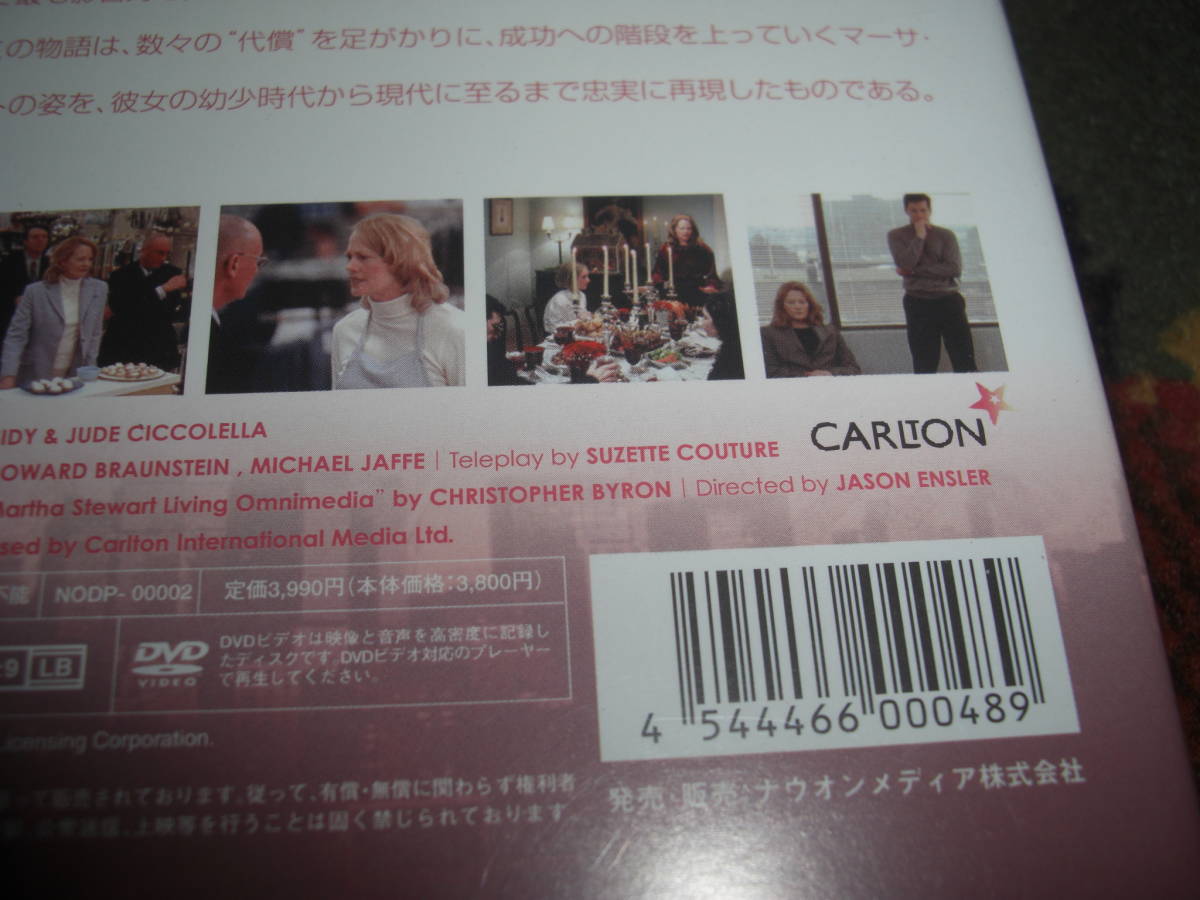 の物語は、数々の“代償”を足がかりに、成功への階段を上っていくマーサ・
の姿を、彼女の幼少時代から現代に至るまで忠実に再現したものである。
IDY & JUDE CICCOLELLA
CARLTON
OWARD BRAUNSTEIN , MICHAEL JAFFE | Teleplay by SUZETTE COUTURE
Martha Stewart Living Omnimedia” by CHRISTOPHER BYRON | Directed by JASON ENSLER
sed by Carlton International Media Ltd.
不能 NODP- 00002 定価3,990円(本体価格:3,800円)
:9 LB
DVD VIDEO
DVDビデオは映像と音声を高密度に記録し
たディスクです。DVDビデオ対応のプレーヤー
で再生してください。
4 544466 000489
Licensing Corporation.
って販売されております。従って、有償・無償に関わらず権利者
上映等を行うことは固く禁じられております。
発売・販売:ナウオンメディア株式会社